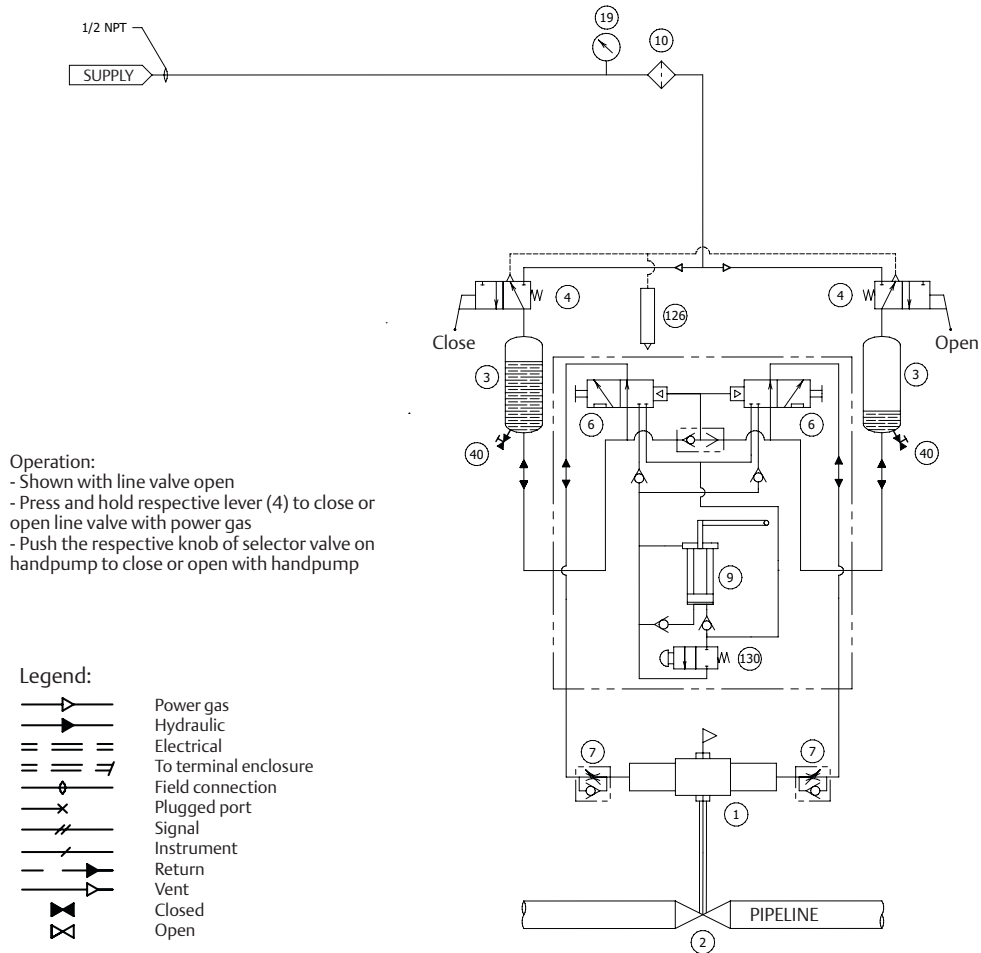 19
10
1/2 NPT
SUPPLY
4
4
126
Close
Open
3
3
6
6
40
40
Operation:
- Shown with line valve open
- Press and hold respective lever (4) to close or
open line valve with power gas
- Push the respective knob of selector valve on
handpump to close or open with handpump
9
130
Legend:
Power gas
Hydraulic
Electrical
To terminal enclosure
Field connection
Plugged port
Signal
Instrument
Return
Vent
Closed
Open
7
7
1
PIPELINE
2